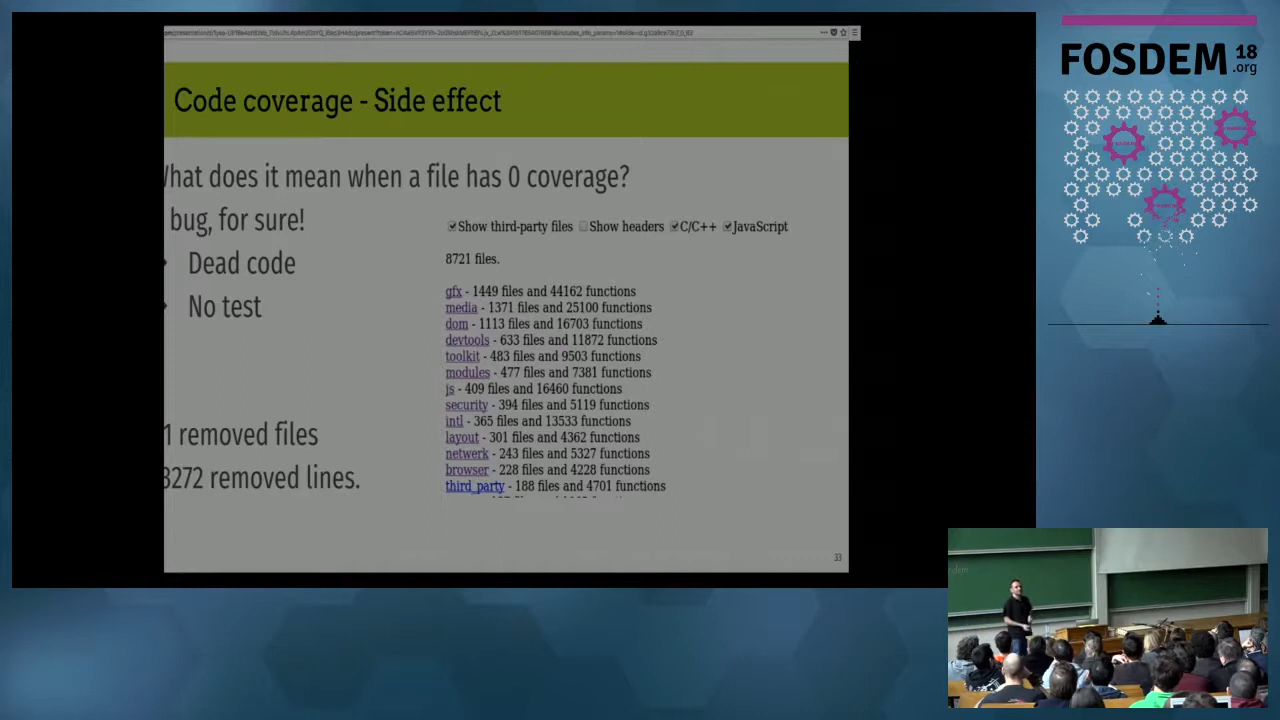 Code coverage - Side effect
What does it mean when a file has 0 coverage?
bug, for sure!
Dead code
No test
1 removed files
3272 removed lines.
Show third-party files Show headers C/C++ JavaScript
8721 files.
gfx - 1449 files and 44162 functions
media - 1371 files and 25100 functions
dom - 1113 files and 16703 functions
devtools - 633 files and 11872 functions
toolkit - 483 files and 9503 functions
modules - 477 files and 7381 functions
js - 409 files and 16460 functions
security - 394 files and 5119 functions
intl - 365 files and 13533 functions
layout - 301 files and 4362 functions
netwerk - 243 files and 5327 functions
browser - 228 files and 4228 functions
third_party - 188 files and 4701 functions
33
FOSDEM 18
.org